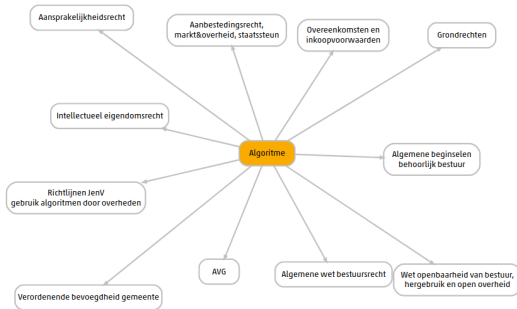 Aansprakelijkheidsrecht
Aanbestedingsrecht,
markt&overheid, staatssteun
Overeenkomsten en
inkoopvoorwaarden
Grondrechten
Intellectueel eigendomsrecht
Algoritme
Algemene beginselen
behoorlijk bestuur
Richtlijnen JenV
gebruik algoritmen door overheden
AVG
Algemene wet bestuursrecht
Wet openbaarheid van bestuur,
hergebruik en open overheid
Verordenende bevoegdheid gemeente